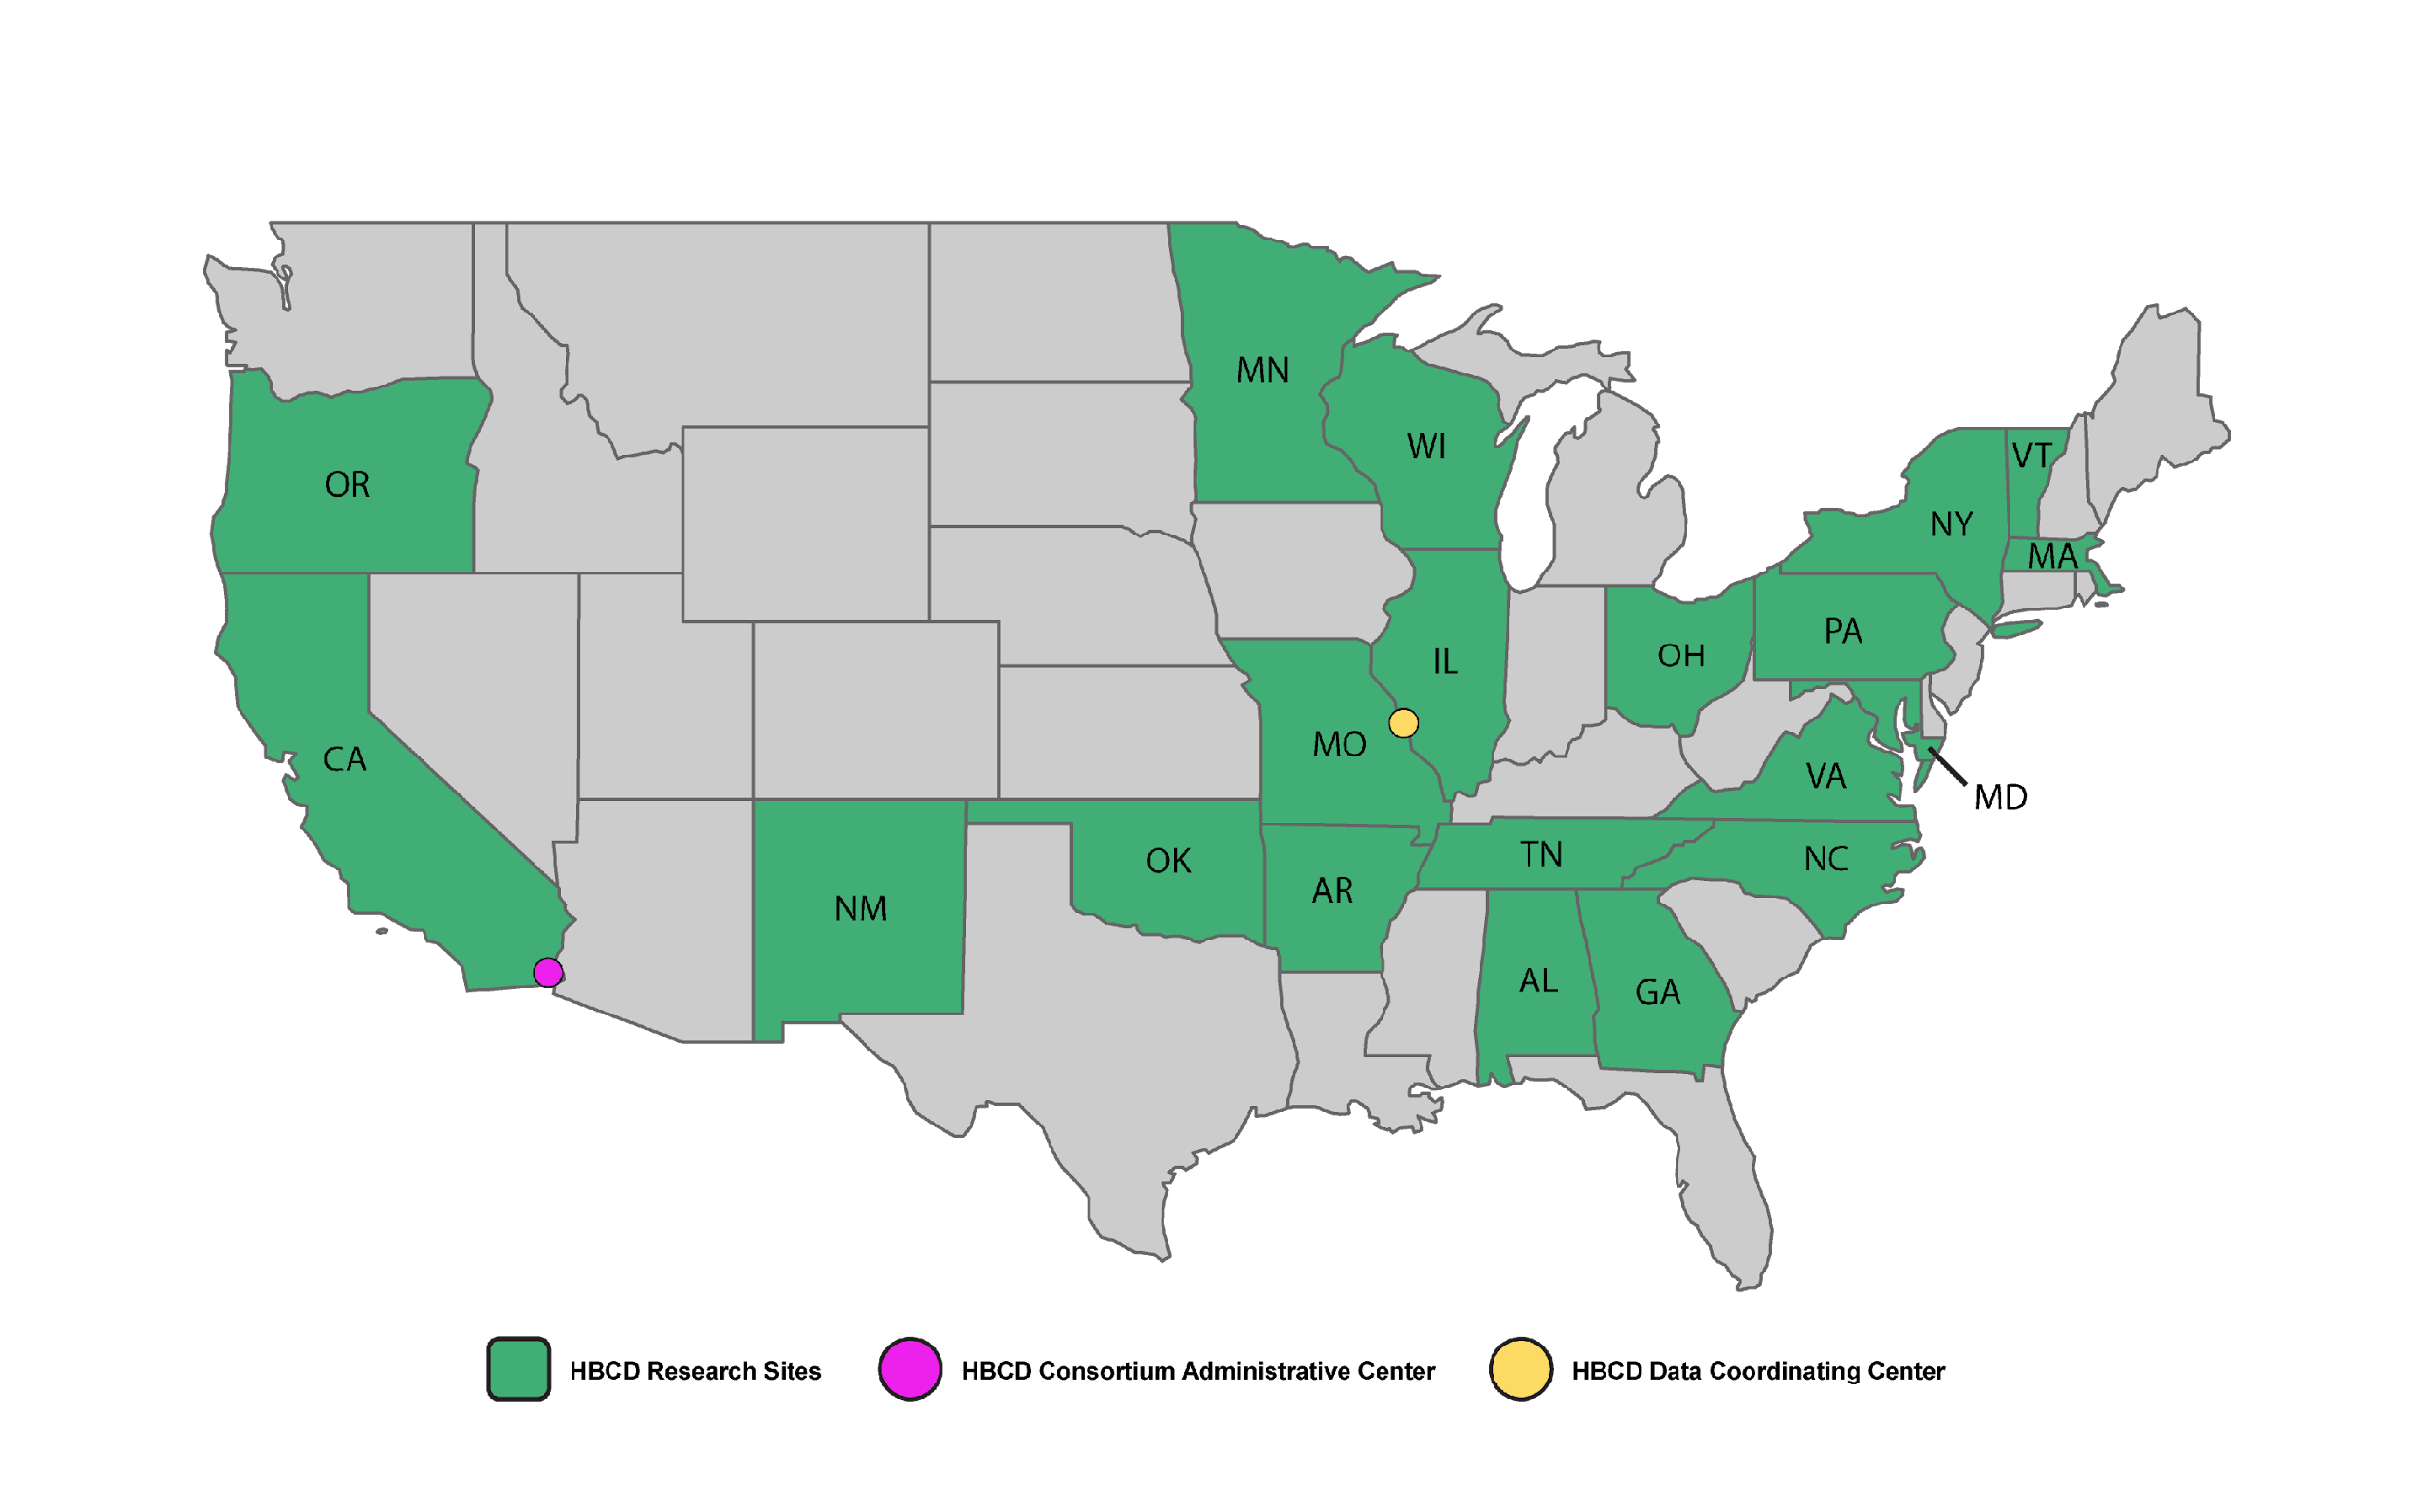 MN
WI
VT
OR
NY
MA
PA
OH
IL
MO
CA
VA
MD
TN
NC
OK
AR
NM
AL
GA
HBCD Research Sites
HBCD Consortium Administrative Center
HBCD Data Coordinating Center